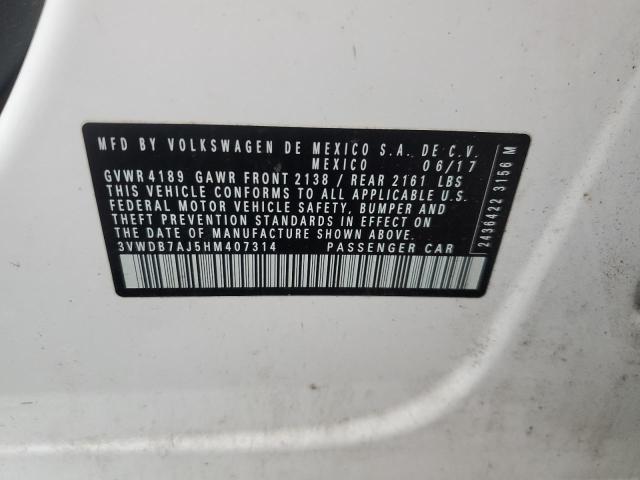 MFD BY VOLKSWAGEN DE MEXICO S.A. DE C.V.
MEXICO 06/17
GVWR 4189 GAWR FRONT 2138 / REAR 2161 LBS
THIS VEHICLE CONFORMS TO ALL APPLICABLE U.S.
FEDERAL MOTOR VEHICLE SAFETY, BUMPER AND
THEFT PREVENTION STANDARDS IN EFFECT ON
THE DATE OF MANUFACTURE SHOWN ABOVE.
3VWDB7AJ5HM407314 PASSENGER CAR
2436422 3156 M